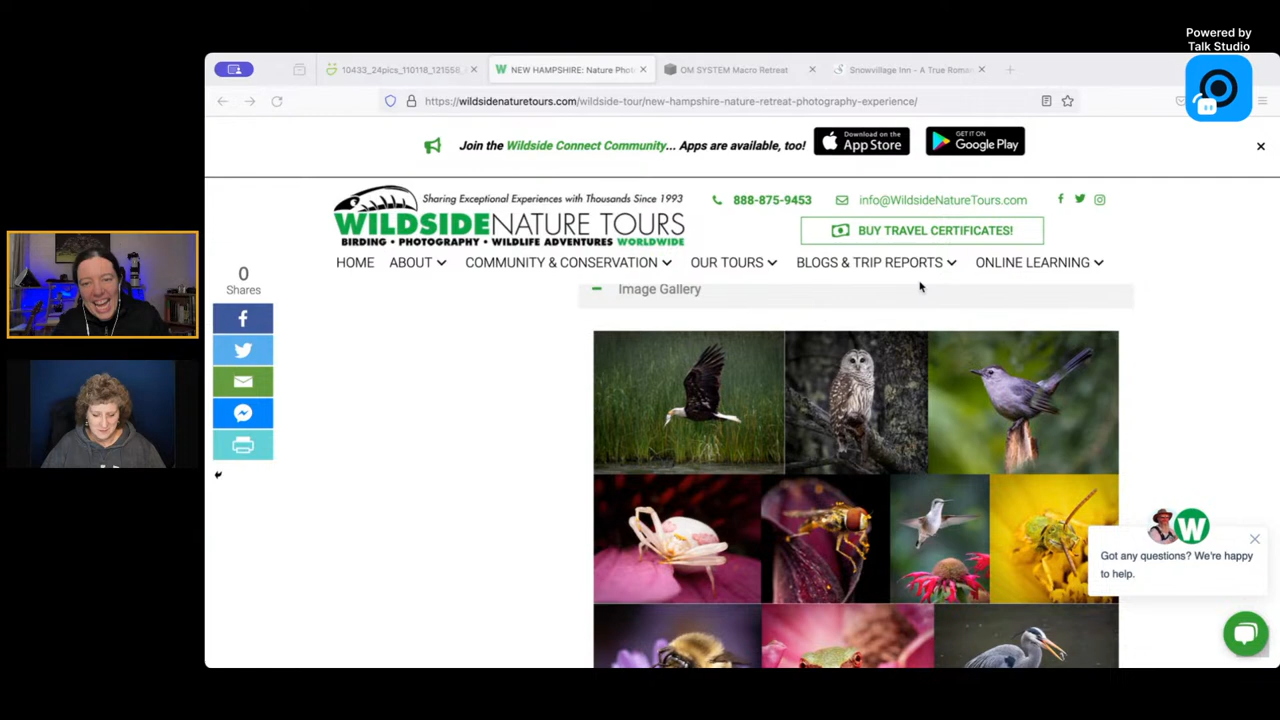 Powered by
Talk Studio
10433_24pics_110118_121558_
NEW HAMPSHIRE: Nature Phot
OM SYSTEM Macro Retreat
Snowvillage Inn - A True Roma
https://wildsidenaturetours.com/wildside-tour/new-hampshire-nature-retreat-photography-experience/
Join the Wildside Connect Community... Apps are available, too!
Download on the
App Store
GET IT ON
Google Play
Sharing Exceptional Experiences with Thousands Since 1993
WILDSIDE NATURE TOURS
BIRDING • PHOTOGRAPHY • WILDLIFE ADVENTURES WORLDWIDE
888-875-9453
info@WildsideNatureTours.com
BUY TRAVEL CERTIFICATES!
HOME ABOUT COMMUNITY & CONSERVATION OUR TOURS BLOGS & TRIP REPORTS ONLINE LEARNING
0
Shares
Image Gallery
W
Got any questions? We're happy
to help.